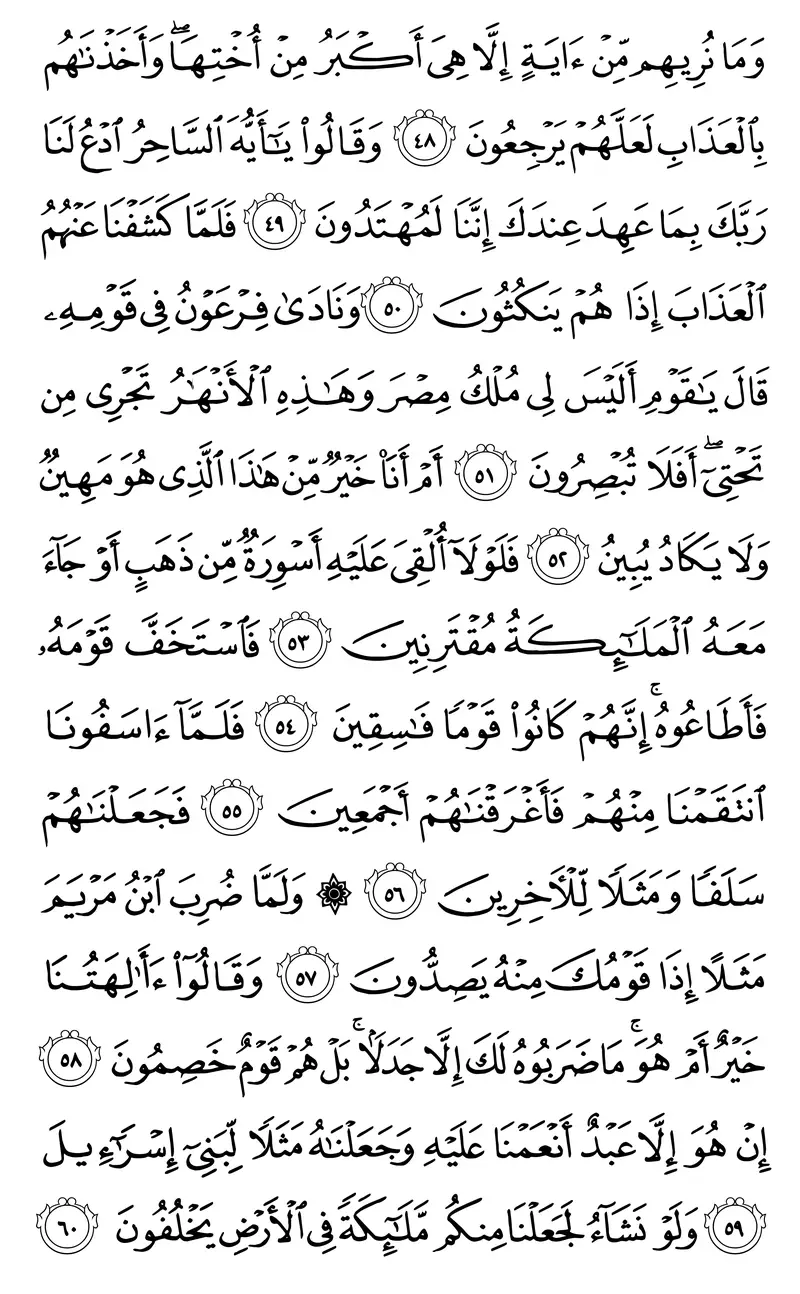 وَمَا نُرِيهِم مِّنْ ءَايَةٍ إِلَّا هِىَ أَكْبَرُ مِنْ أُخْتِهَا ۖ وَأَخَذْنَٰهُم
بِٱلْعَذَابِ لَعَلَّهُمْ يَرْجِعُونَ ٤٨ وَقَالُوا۟ يَٰٓأَيُّهَ ٱلسَّاحِرُ ٱدْعُ لَنَا
رَبَّكَ بِمَا عَهِدَ عِندَكَ إِنَّنَا لَمُهْتَدُونَ ٤٩ فَلَمَّا كَشَفْنَا عَنْهُمُ
ٱلْعَذَابَ إِذَا هُمْ يَنكُثُونَ ٥٠ وَنَادَىٰ فِرْعَوْنُ فِى قَوْمِهِۦ
قَالَ يَٰقَوْمِ أَلَيْسَ لِى مُلْكُ مِصْرَ وَهَٰذِهِ ٱلْأَنْهَٰرُ تَجْرِى مِن
تَحْتِىٓ ۖ أَفَلَا تُبْصِرُونَ ٥١ أَمْ أَنَا۠ خَيْرٌ مِّنْ هَٰذَا ٱلَّذِى هُوَ مَهِينٌ
وَلَا يَكَادُ يُبِينُ ٥٢ فَلَوْلَآ أُلْقِىَ عَلَيْهِ أَسْوِرَةٌ مِّن ذَهَبٍ أَوْ جَآءَ
مَعَهُ ٱلْمَلَٰٓئِكَةُ مُقْتَرِنِينَ ٥٣ فَٱسْتَخَفَّ قَوْمَهُۥ
فَأَطَاعُوهُ ۚ إِنَّهُمْ كَانُوا۟ قَوْمًا فَٰسِقِينَ ٥٤ فَلَمَّآ ءَاسَفُونَا
ٱنتَقَمْنَا مِنْهُمْ فَأَغْرَقْنَٰهُمْ أَجْمَعِينَ ٥٥ فَجَعَلْنَٰهُمْ
سَلَفًا وَمَثَلًا لِّلْءَاخِرِينَ ٥٦ ۞ وَلَمَّا ضُرِبَ ٱبْنُ مَرْيَمَ
مَثَلًا إِذَا قَوْمُكَ مِنْهُ يَصِدُّونَ ٥٧ وَقَالُوٓا۟ ءَأَٰلِهَتُنَا
خَيْرٌ أَمْ هُوَ ۚ مَا ضَرَبُوهُ لَكَ إِلَّا جَدَلًۢا ۚ بَلْ هُمْ قَوْمٌ خَصِمُونَ ٥٨
إِنْ هُوَ إِلَّا عَبْدٌ أَنْعَمْنَا عَلَيْهِ وَجَعَلْنَٰهُ مَثَلًا لِّبَنِىٓ إِسْرَٰٓءِيلَ
٥٩ وَلَوْ نَشَآءُ لَجَعَلْنَا مِنكُم مَّلَٰٓئِكَةً فِى ٱلْأَرْضِ يَخْلُفُونَ ٦٠